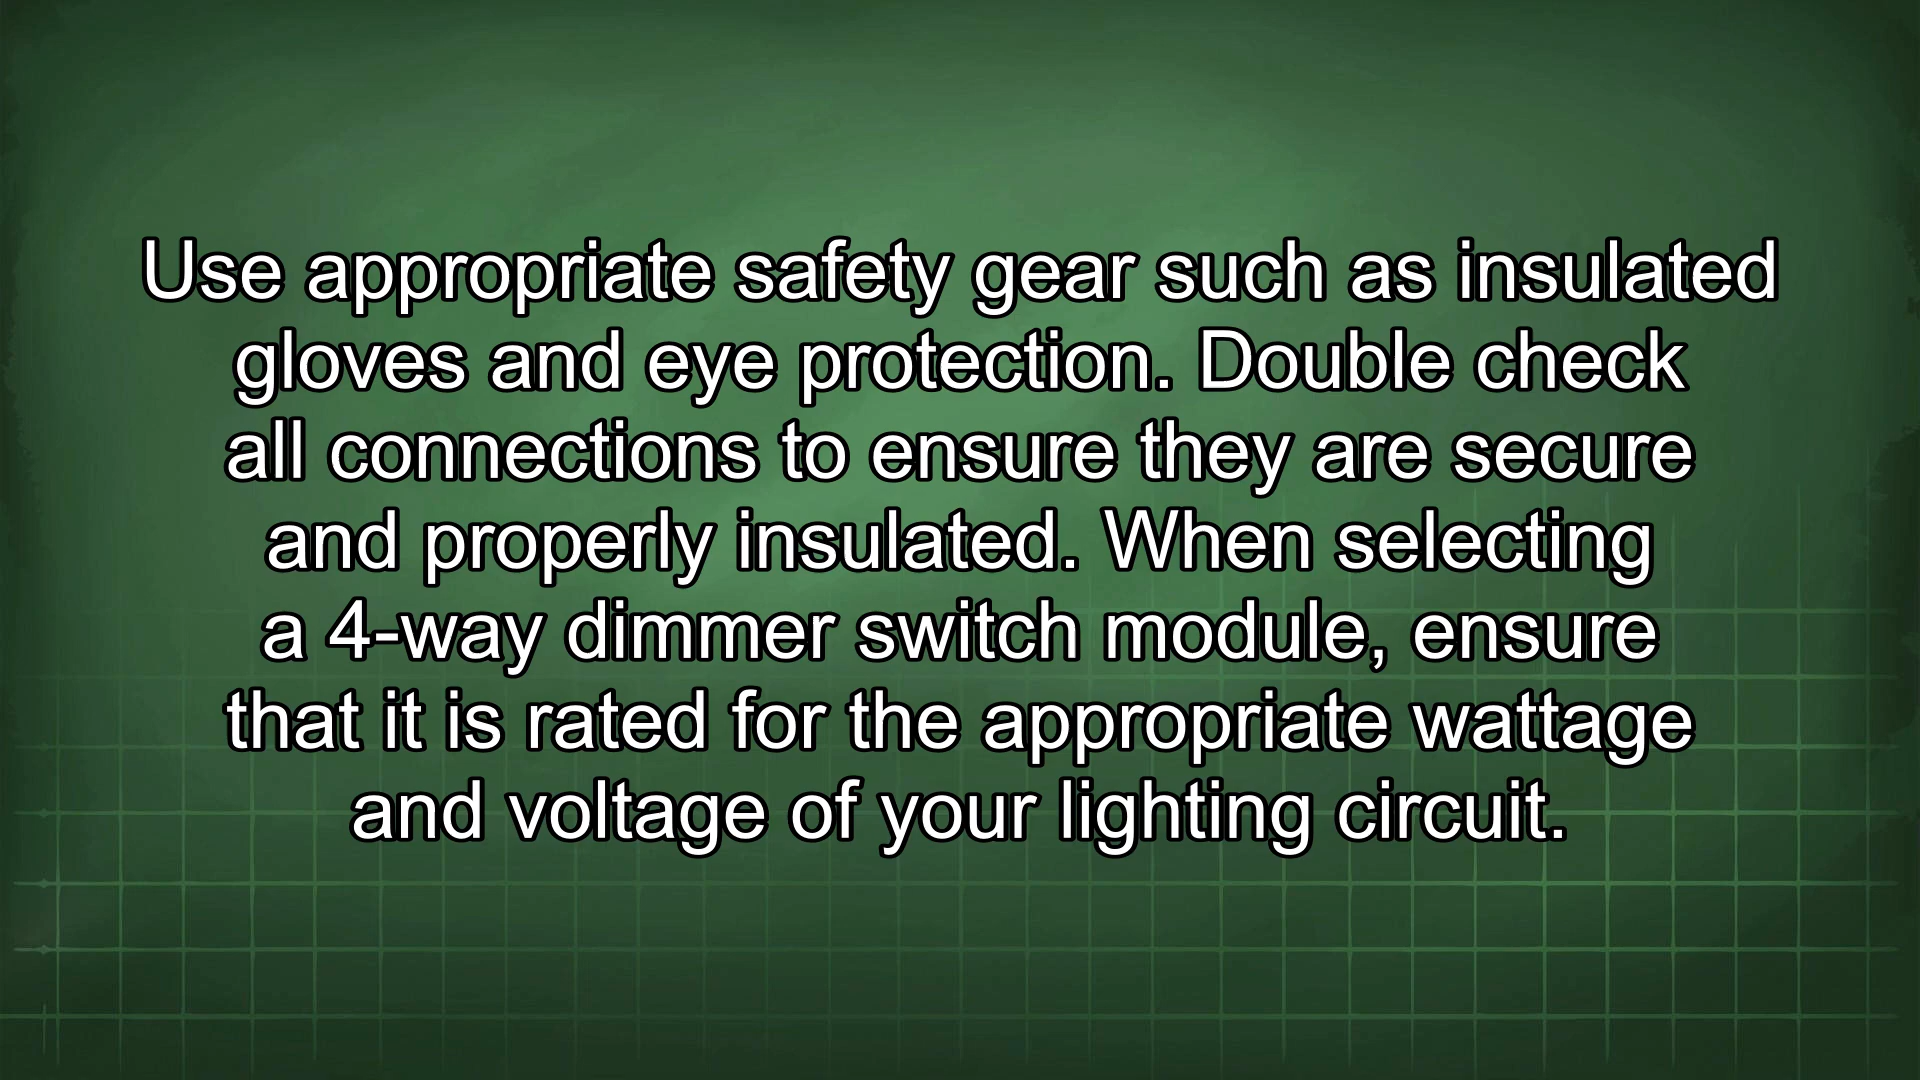 Use appropriate safety gear such as insulated
gloves and eye protection. Double check
all connections to ensure they are secure
and properly insulated. When selecting
a 4-way dimmer switch module, ensure
that it is rated for the appropriate wattage
and voltage of your lighting circuit.